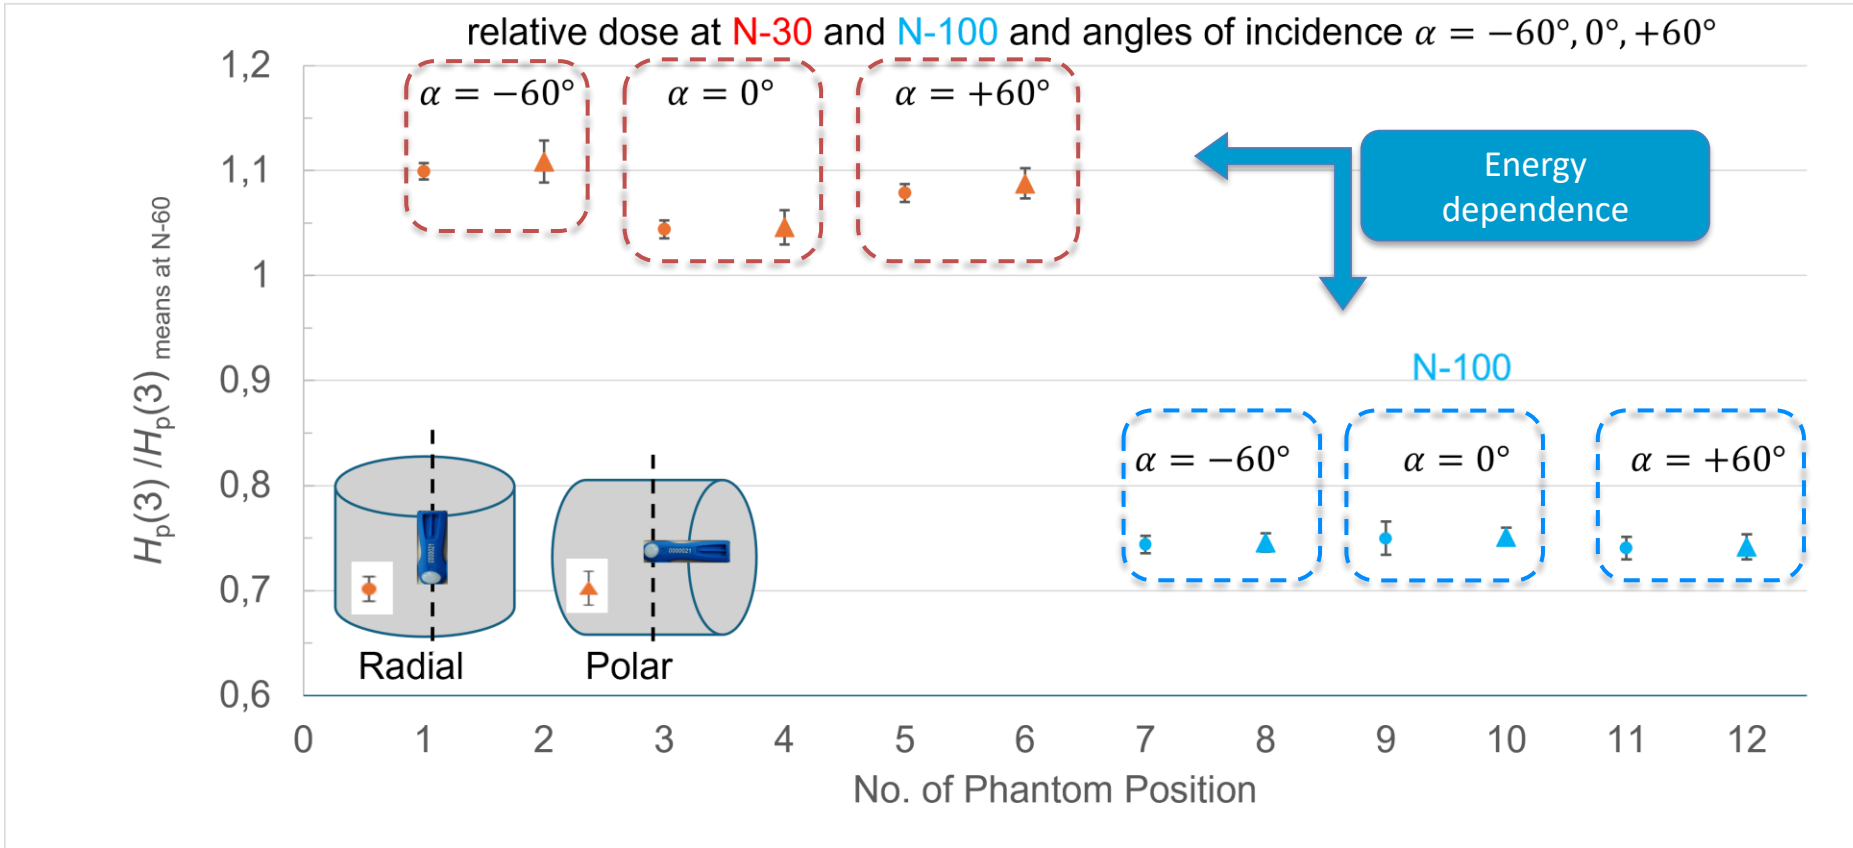 relative dose at N-30 and N-100 and angles of incidence α = −60°, 0°, +60°
1,2
1,1
1
0,9
0,8
0,7
0,6
Hp(3) /Hp(3) means at N-60
α = −60°
α = 0°
α = +60°
Energy
dependence
N-100
α = −60°
α = 0°
α = +60°
0000021
0000021
Radial
Polar
0 1 2 3 4 5 6 7 8 9 10 11 12
No. of Phantom Position